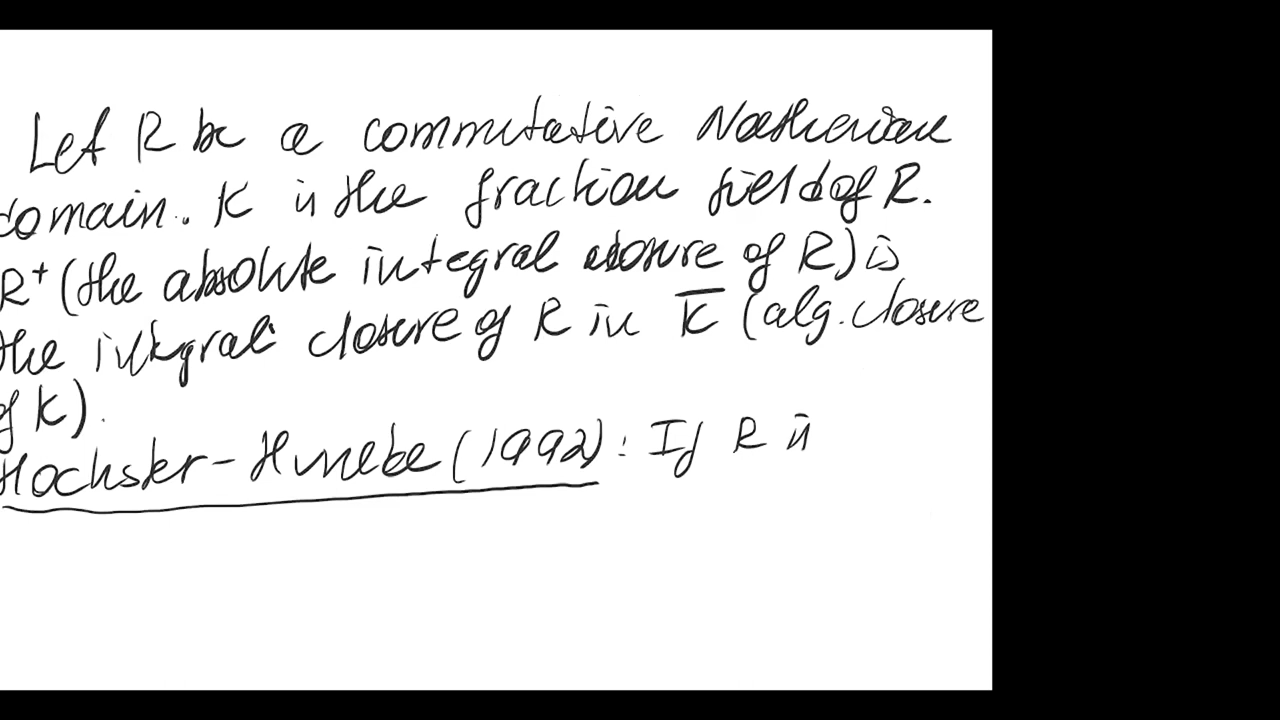 Let R be a commutative Noetherian
domain. K is the fraction field of R.
R⁺ (the absolute integral closure of R) is
the integral closure of R in K̅ (alg. closure
of K).
Hochster-Huneke (1992): If R is